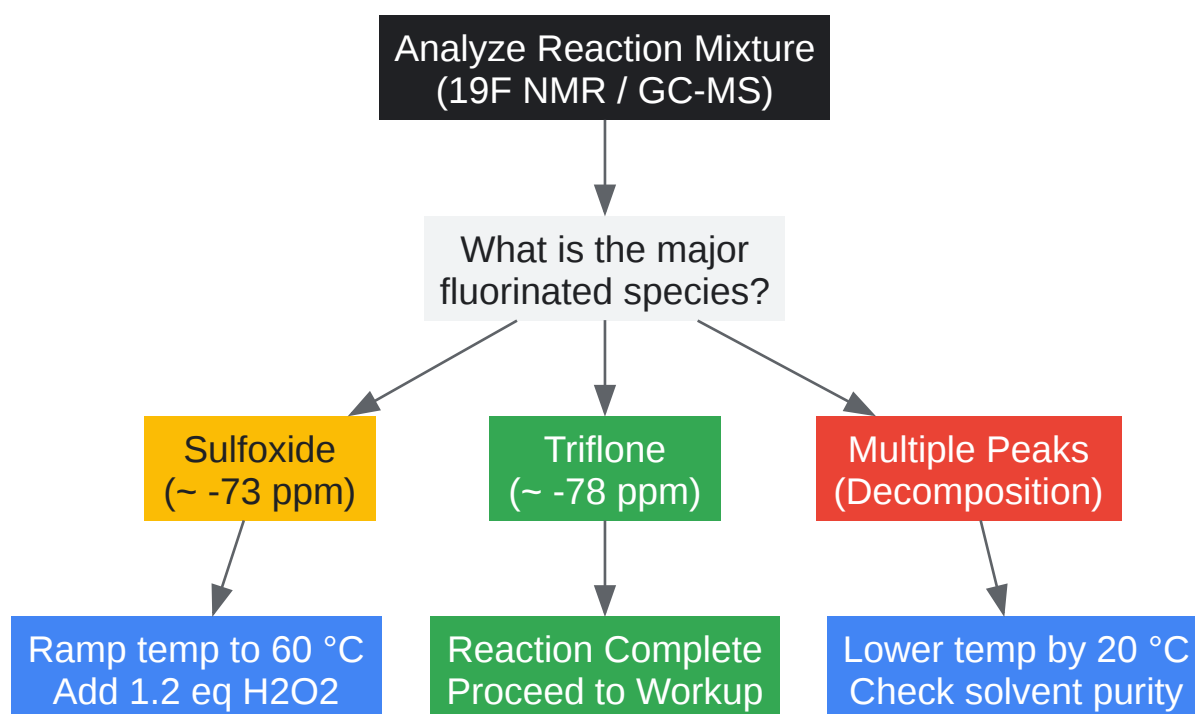 Analyze Reaction Mixture
(19F NMR / GC-MS)
What is the major
fluorinated species?
Sulfoxide
(~ -73 ppm)
Triflone
(~ -78 ppm)
Multiple Peaks
(Decomposition)
Ramp temp to 60 °C
Add 1.2 eq H2O2
Reaction Complete
Proceed to Workup
Lower temp by 20 °C
Check solvent purity